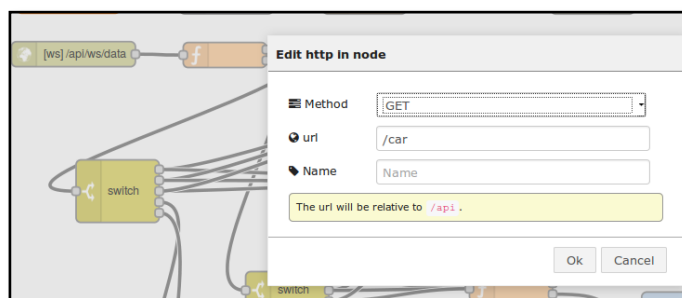 [ws] /api/ws/data
f
Edit http in node
Method
GET
url
/car
Name
Name
The url will be relative to /api.
switch
Ok
Cancel
switch